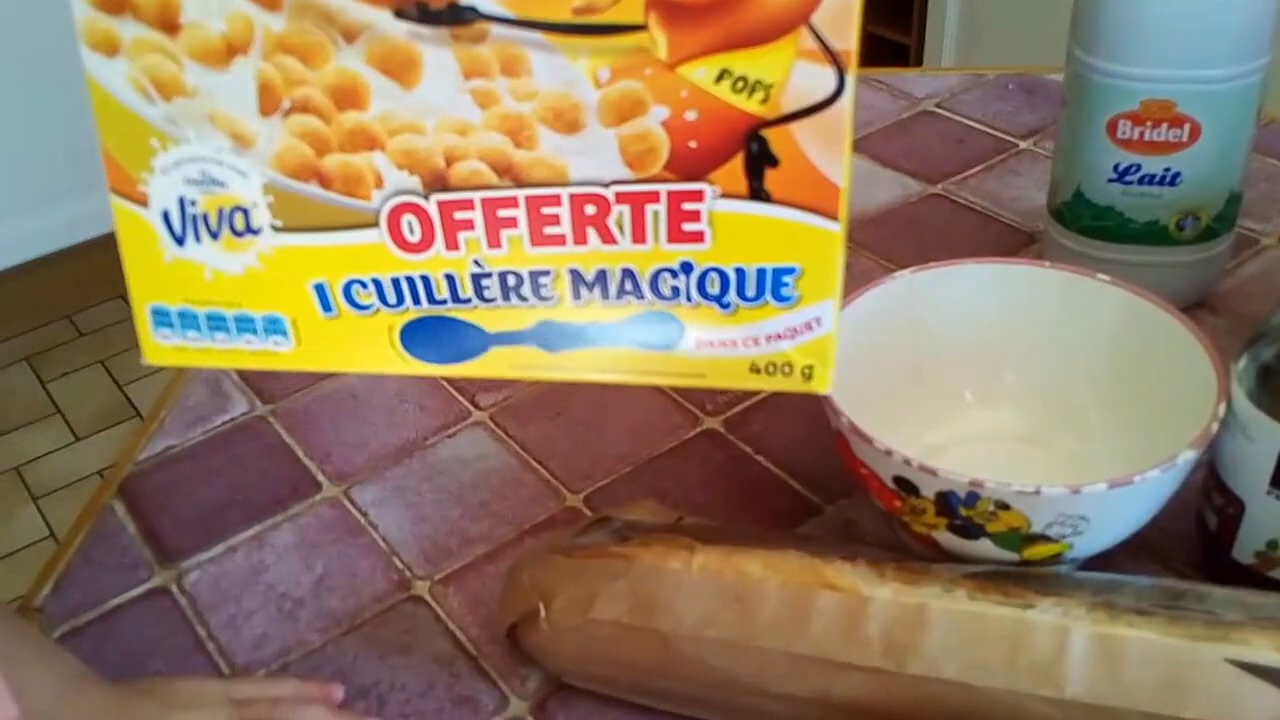 POPS
Bridel
Lait
Viva
OFFERTE
1 CUILLÈRE MAGIQUE
DANS CE PAQUET
400 g